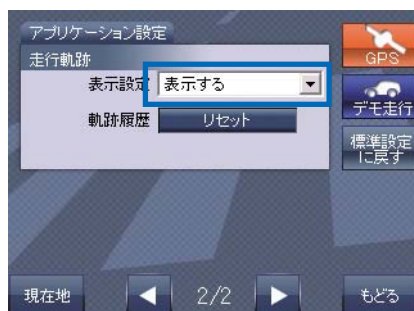 アプリケーション設定
走行軌跡
表示設定 表示する
軌跡履歴 リセット
GPS
デモ走行
標準設定
に戻す
現在地 2/2 もどる